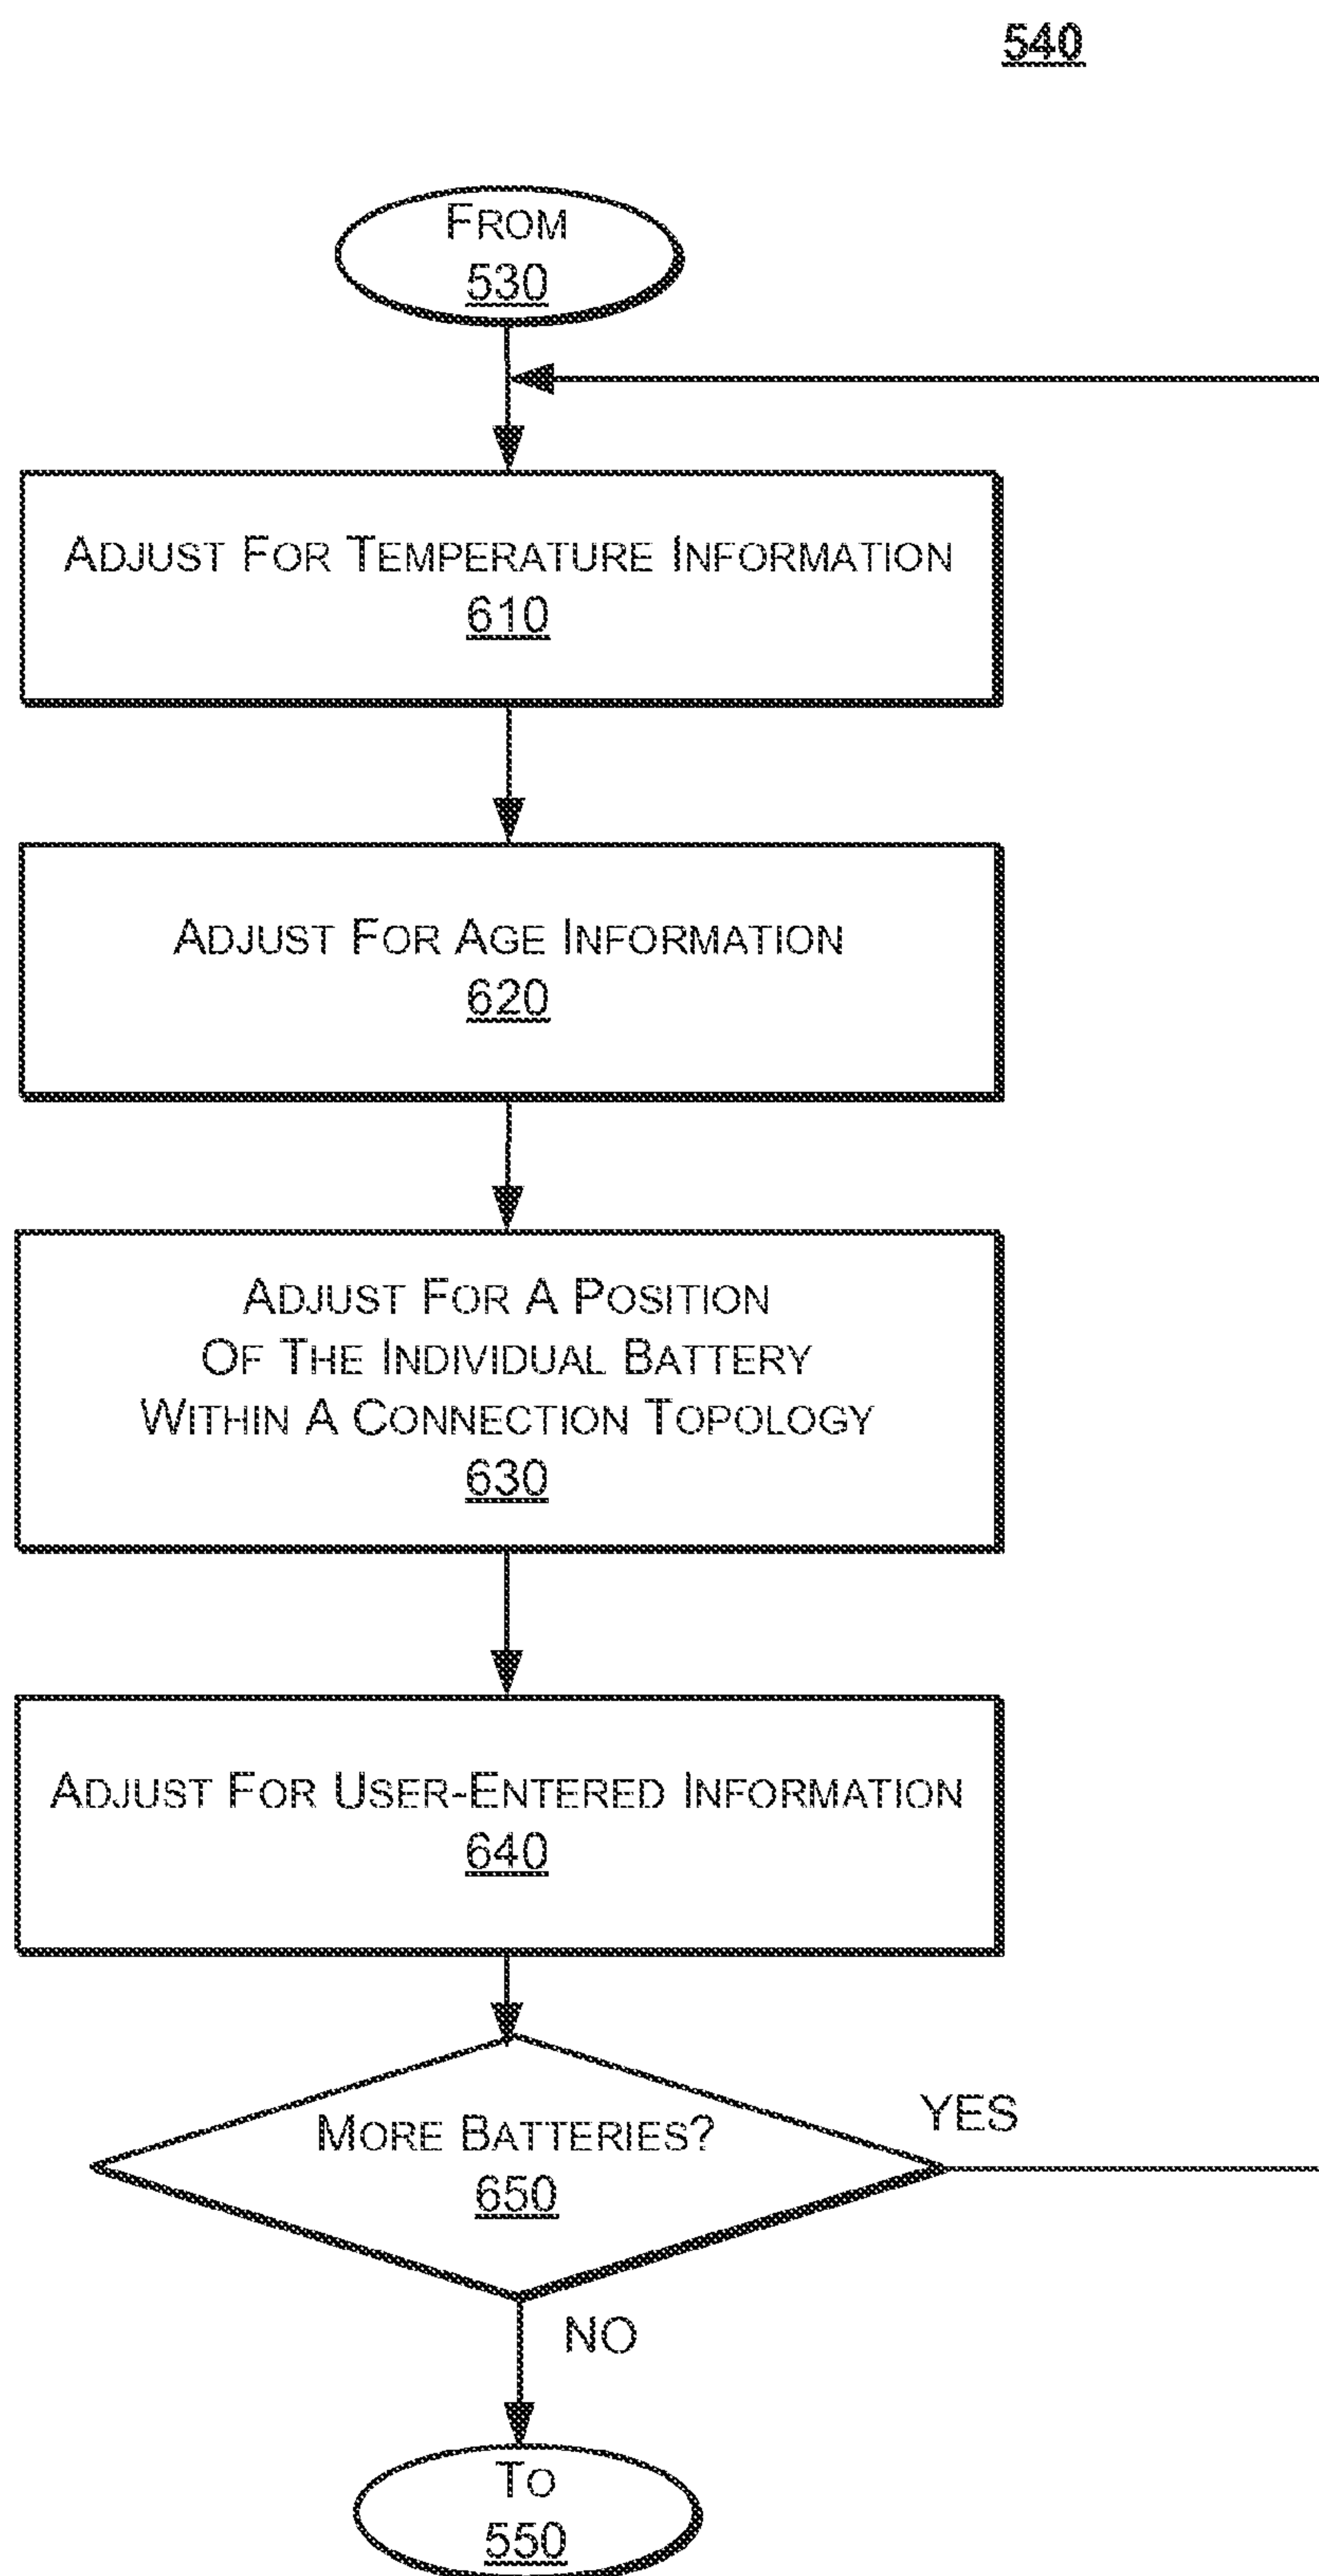 540
FROM
530
ADJUST FOR TEMPERATURE INFORMATION
610
ADJUST FOR AGE INFORMATION
620
ADJUST FOR A POSITION
OF THE INDIVIDUAL BATTERY
WITHIN A CONNECTION TOPOLOGY
630
ADJUST FOR USER-ENTERED INFORMATION
640
MORE BATTERIES?
650
YES
NO
TO
550